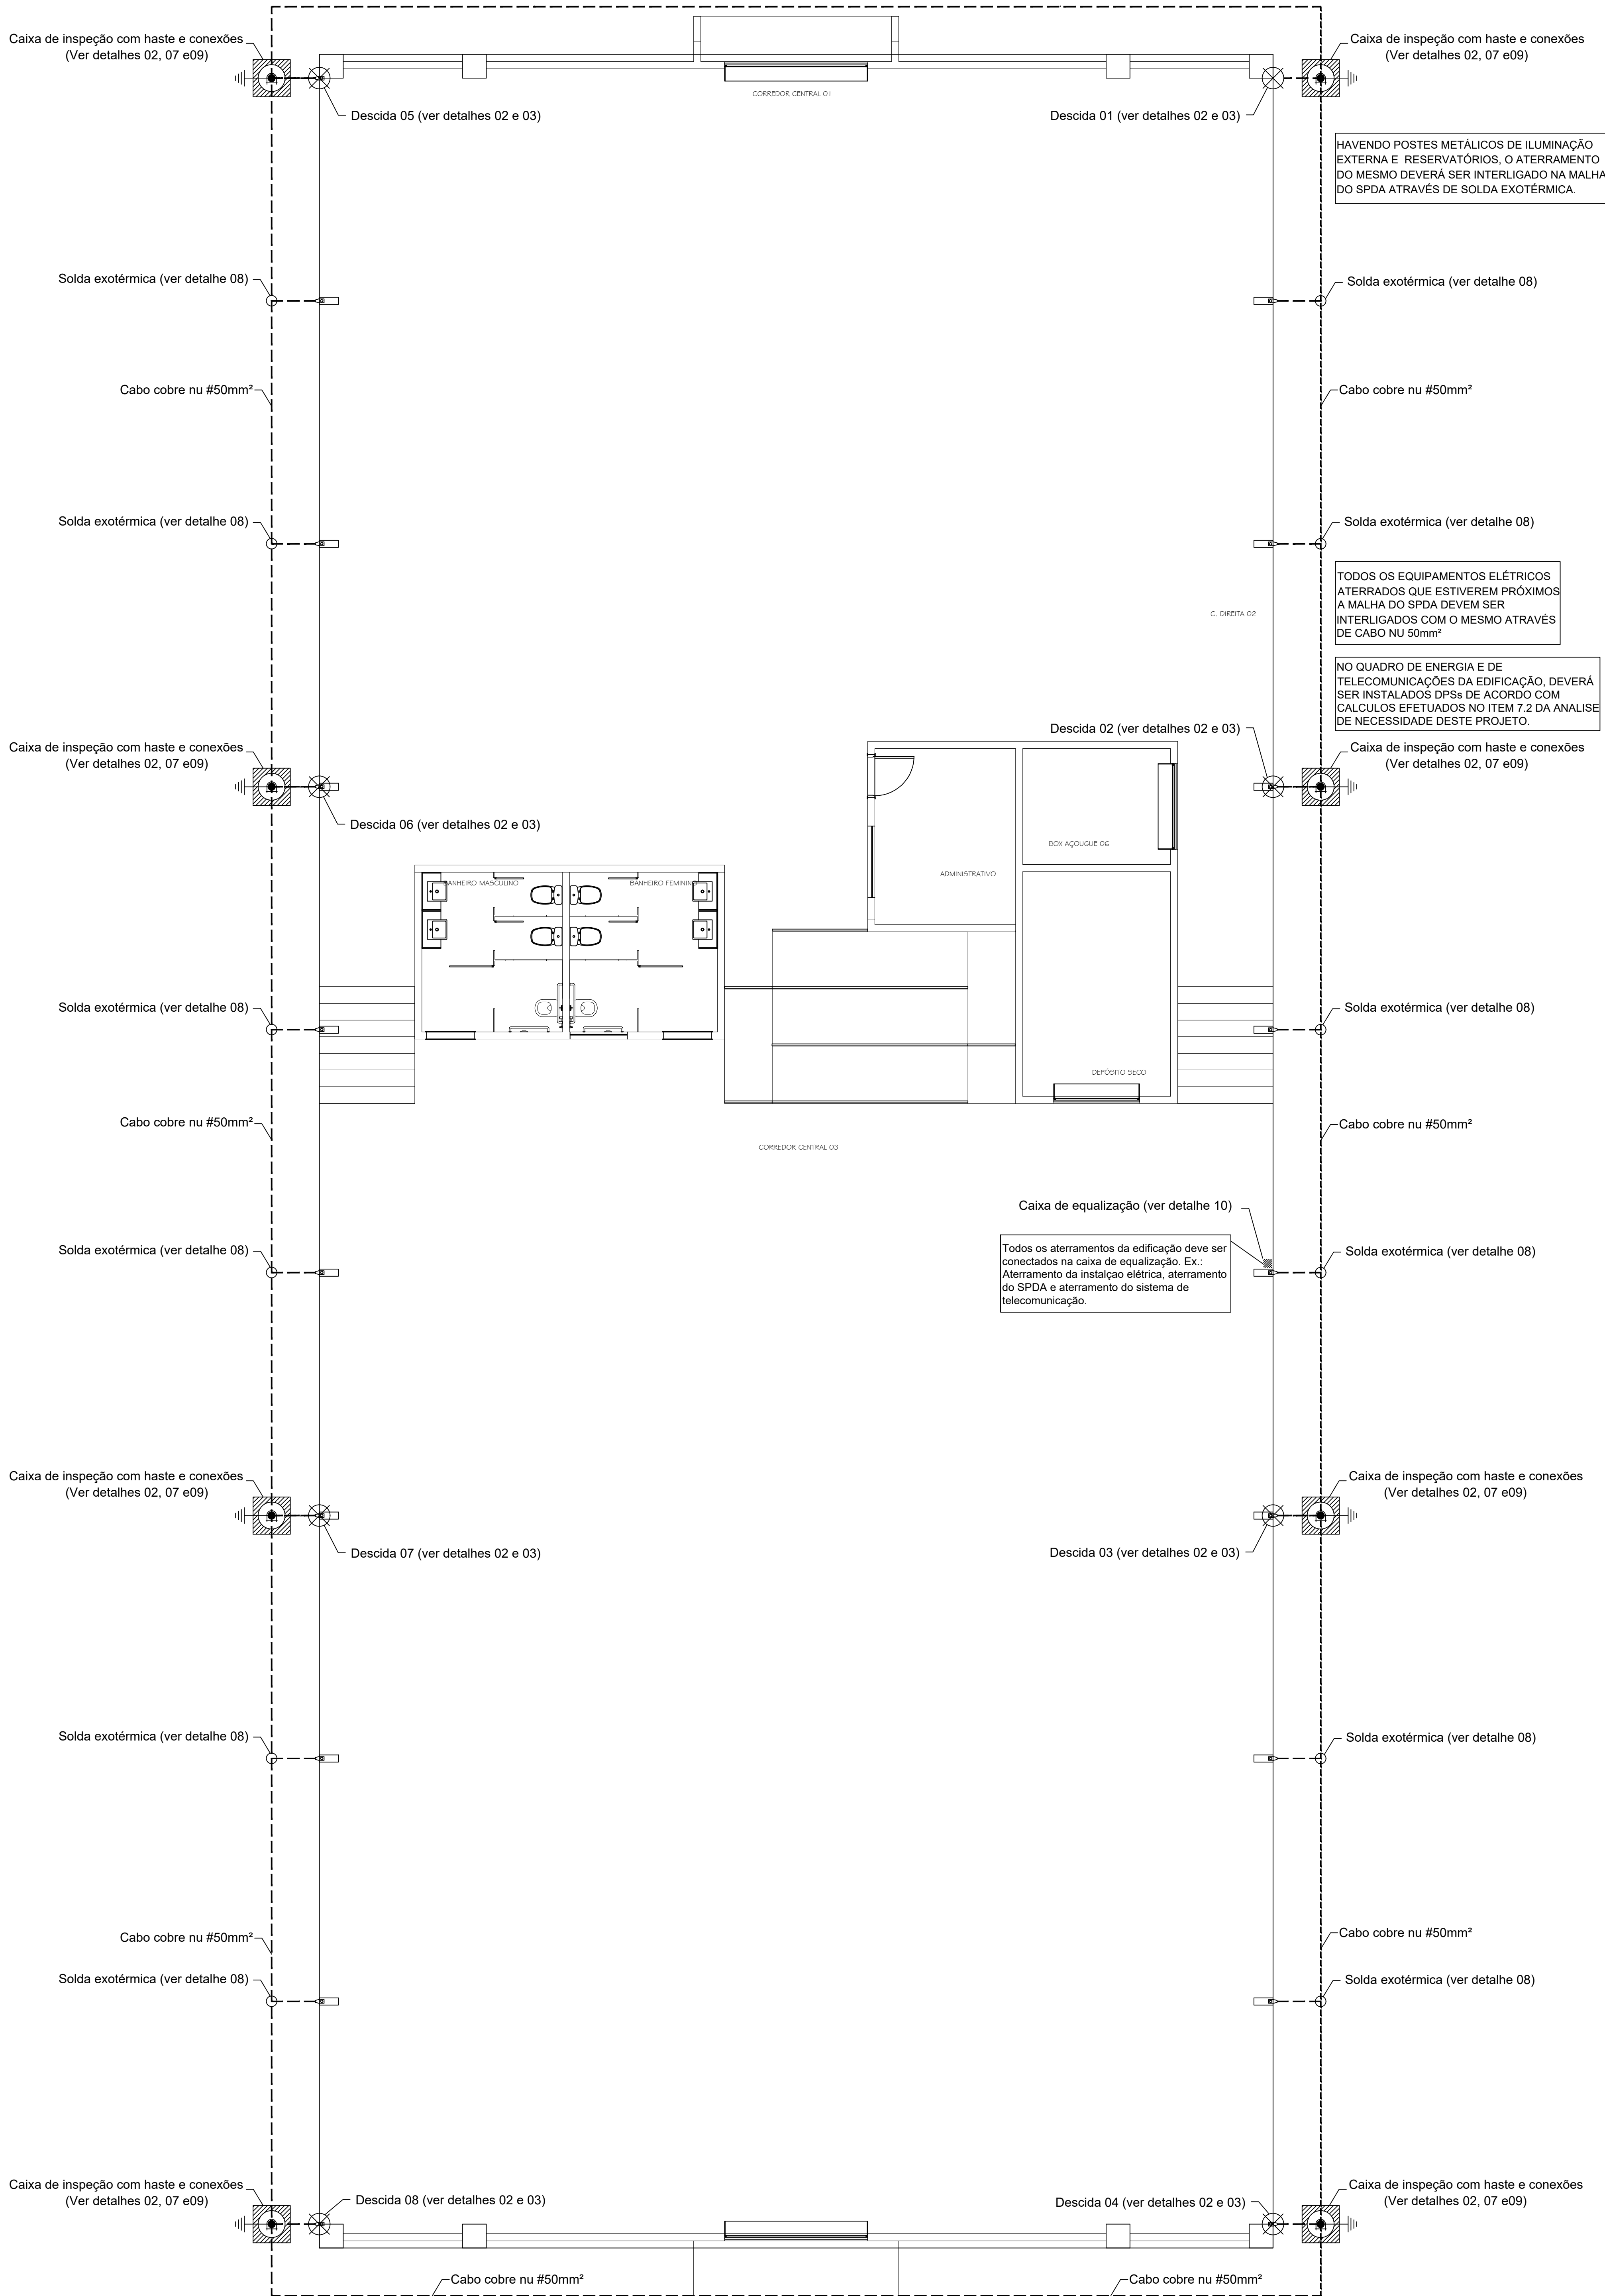 Caixa de inspeção com haste e conexões
(Ver detalhes 02, 07 e09)
Caixa de inspeção com haste e conexões
(Ver detalhes 02, 07 e09)
CORREDOR CENTRAL 01
Descida 05 (ver detalhes 02 e 03)
Descida 01 (ver detalhes 02 e 03)
HAVENDO POSTES METÁLICOS DE ILUMINAÇÃO
EXTERNA E RESERVATÓRIOS, O ATERRAMENTO
DO MESMO DEVERÁ SER INTERLIGADO NA MALHA
DO SPDA ATRAVÉS DE SOLDA EXOTÉRMICA.
Solda exotérmica (ver detalhe 08)
Solda exotérmica (ver detalhe 08)
Cabo cobre nu #50mm²
Cabo cobre nu #50mm²
Solda exotérmica (ver detalhe 08)
Solda exotérmica (ver detalhe 08)
TODOS OS EQUIPAMENTOS ELÉTRICOS
ATERRADOS QUE ESTIVEREM PRÓXIMOS
A MALHA DO SPDA DEVEM SER
INTERLIGADOS COM O MESMO ATRAVÉS
DE CABO NU 50mm²
C. DIREITA 02
NO QUADRO DE ENERGIA E DE
TELECOMUNICAÇÕES DA EDIFICAÇÃO, DEVERÁ
SER INSTALADOS DPSs DE ACORDO COM
CALCULOS EFETUADOS NO ITEM 7.2 DA ANALISE
DE NECESSIDADE DESTE PROJETO.
Descida 02 (ver detalhes 02 e 03)
Caixa de inspeção com haste e conexões
(Ver detalhes 02, 07 e09)
Caixa de inspeção com haste e conexões
(Ver detalhes 02, 07 e09)
Descida 06 (ver detalhes 02 e 03)
BOX AÇOUGUE 06
ADMINISTRATIVO
BANHEIRO MASCULINO
BANHEIRO FEMININO
Solda exotérmica (ver detalhe 08)
Solda exotérmica (ver detalhe 08)
DEPÓSITO SECO
Cabo cobre nu #50mm²
Cabo cobre nu #50mm²
CORREDOR CENTRAL 03
Caixa de equalização (ver detalhe 10)
Todos os aterramentos da edificação deve ser
conectados na caixa de equalização. Ex.:
Aterramento da instalçao elétrica, aterramento
do SPDA e aterramento do sistema de
telecomunicação.
Solda exotérmica (ver detalhe 08)
Solda exotérmica (ver detalhe 08)
Caixa de inspeção com haste e conexões
(Ver detalhes 02, 07 e09)
Caixa de inspeção com haste e conexões
(Ver detalhes 02, 07 e09)
Descida 07 (ver detalhes 02 e 03)
Descida 03 (ver detalhes 02 e 03)
Solda exotérmica (ver detalhe 08)
Solda exotérmica (ver detalhe 08)
Cabo cobre nu #50mm²
Cabo cobre nu #50mm²
Solda exotérmica (ver detalhe 08)
Solda exotérmica (ver detalhe 08)
Caixa de inspeção com haste e conexões
(Ver detalhes 02, 07 e09)
Caixa de inspeção com haste e conexões
(Ver detalhes 02, 07 e09)
Descida 08 (ver detalhes 02 e 03)
Descida 04 (ver detalhes 02 e 03)
Cabo cobre nu #50mm²
Cabo cobre nu #50mm²